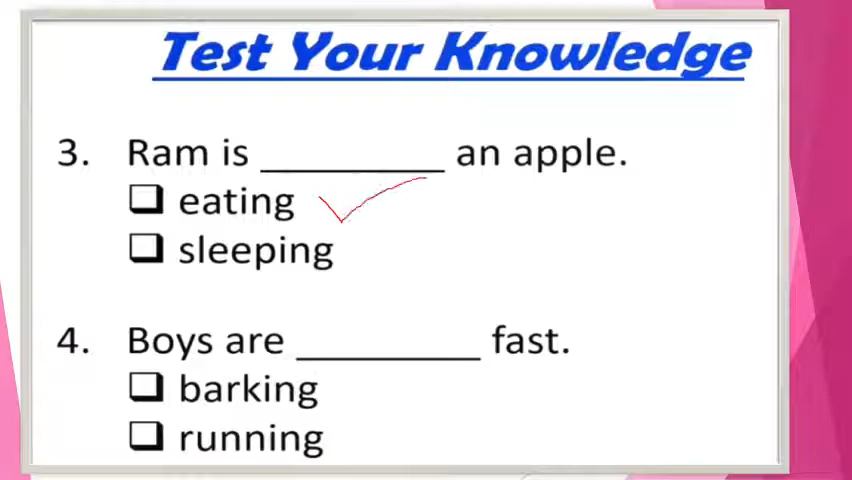 Test Your Knowledge
3. Ram is _________ an apple.
❑ eating
❑ sleeping
4. Boys are _________ fast.
❑ barking
❑ running